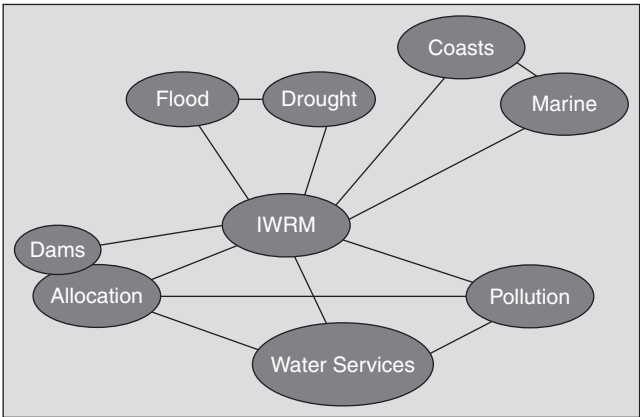 Coasts
Flood
Drought
Marine
IWRM
Dams
Allocation
Pollution
Water Services